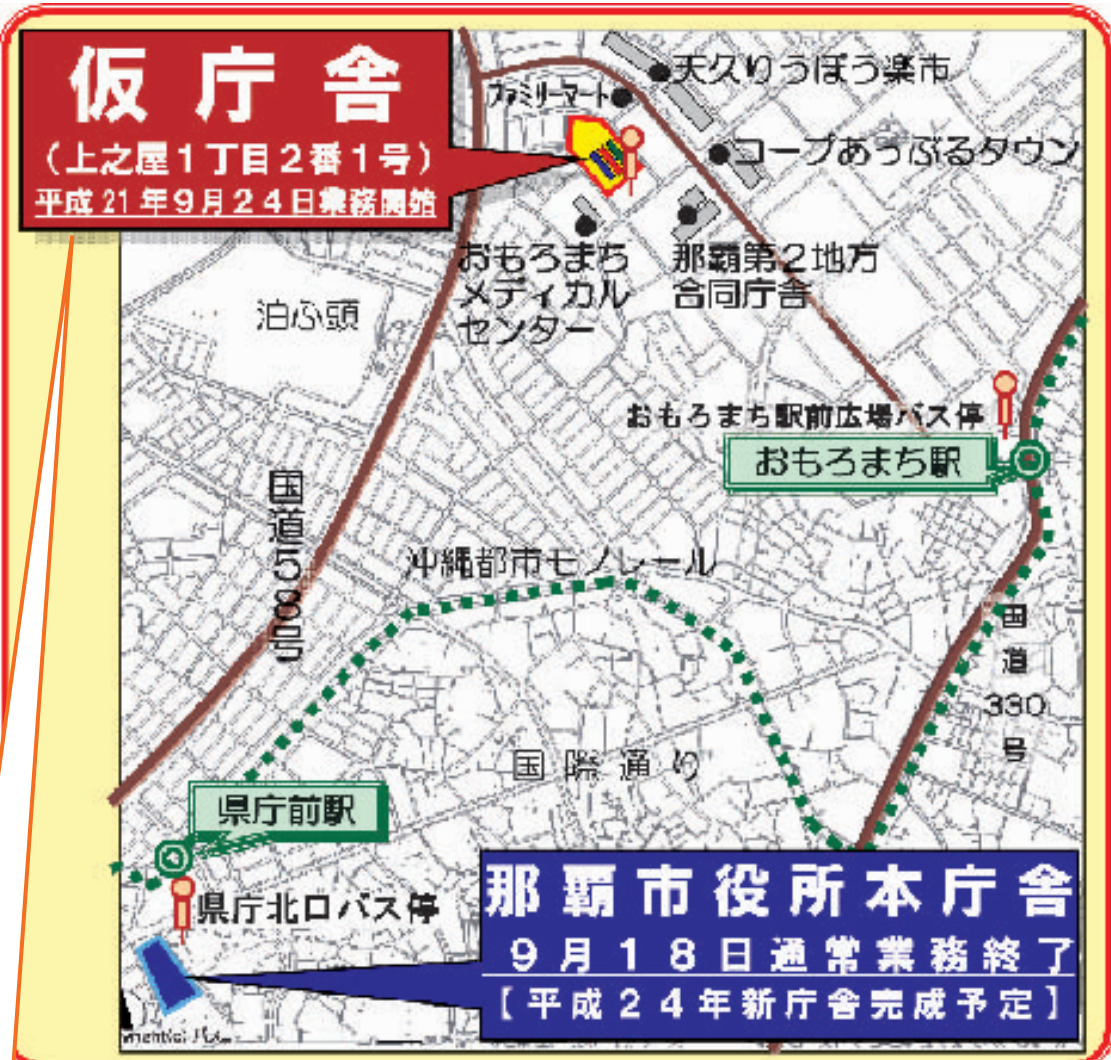 仮庁舎
（上之屋１丁目２番１号）
平成21年９月２４日業務開始
天久りうぼう楽市
ファミリーマート
コープあっぷるタウン
おもろまち
メディカル
センター
那覇第２地方
合同庁舎
泊ふ頭
おもろまち駅前広場バス停
おもろまち駅
国道５８号
沖縄都市モノレール
国道330号
国際通り
県庁前駅
県庁北口バス停
那覇市役所本庁舎
９月１８日通常業務終了
［平成２４年新庁舎完成予定］